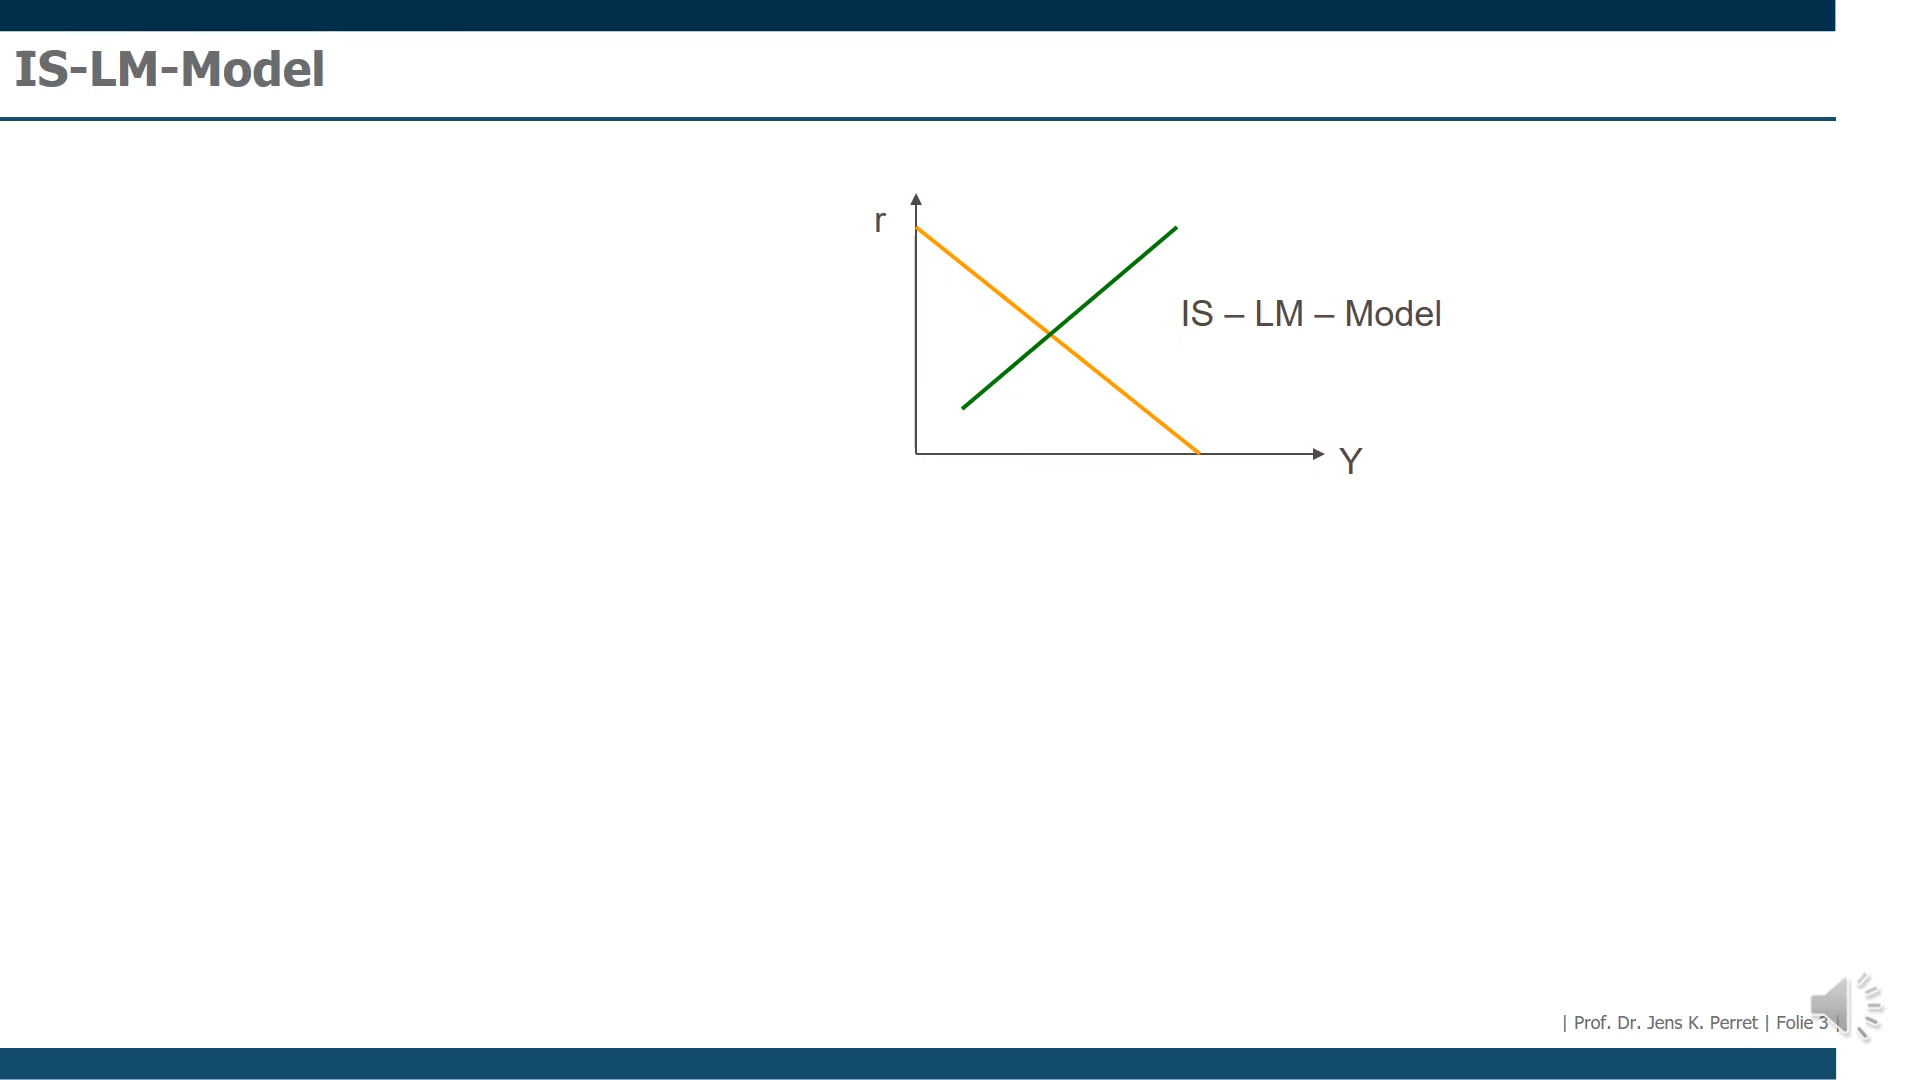 IS-LM-Model
r
IS – LM – Model
Y
| Prof. Dr. Jens K. Perret | Folie 3 |